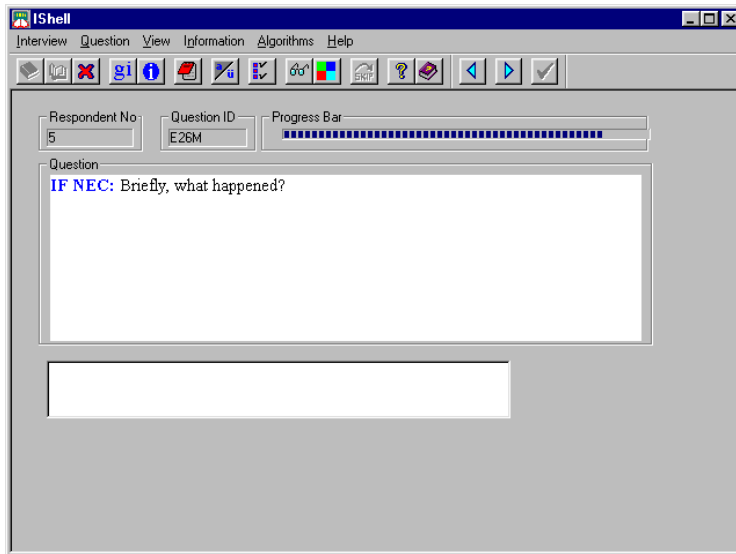 IShell
Interview Question View Information Algorithms Help
gi i a/ü SKIP ?
Respondent No Question ID Progress Bar
5 E26M
Question
IF NEC: Briefly, what happened?